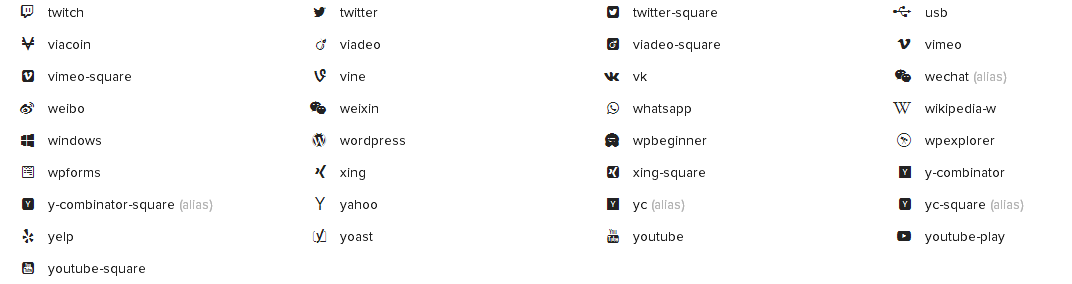 twitch twitter twitter-square usb
viacoin viadeo viadeo-square vimeo
vimeo-square vine vk wechat (alias)
weibo weixin whatsapp wikipedia-w
windows wordpress wpbeginner wpexplorer
wpforms xing xing-square y-combinator
y-combinator-square (alias) yahoo yc (alias) yc-square (alias)
yelp yoast youtube youtube-play
youtube-square